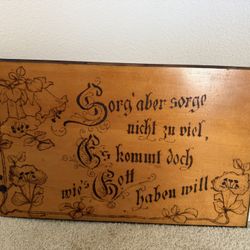 Sorg' aber sorge
nicht zu viel,
Es kommt doch
wie's Gott
haben will.